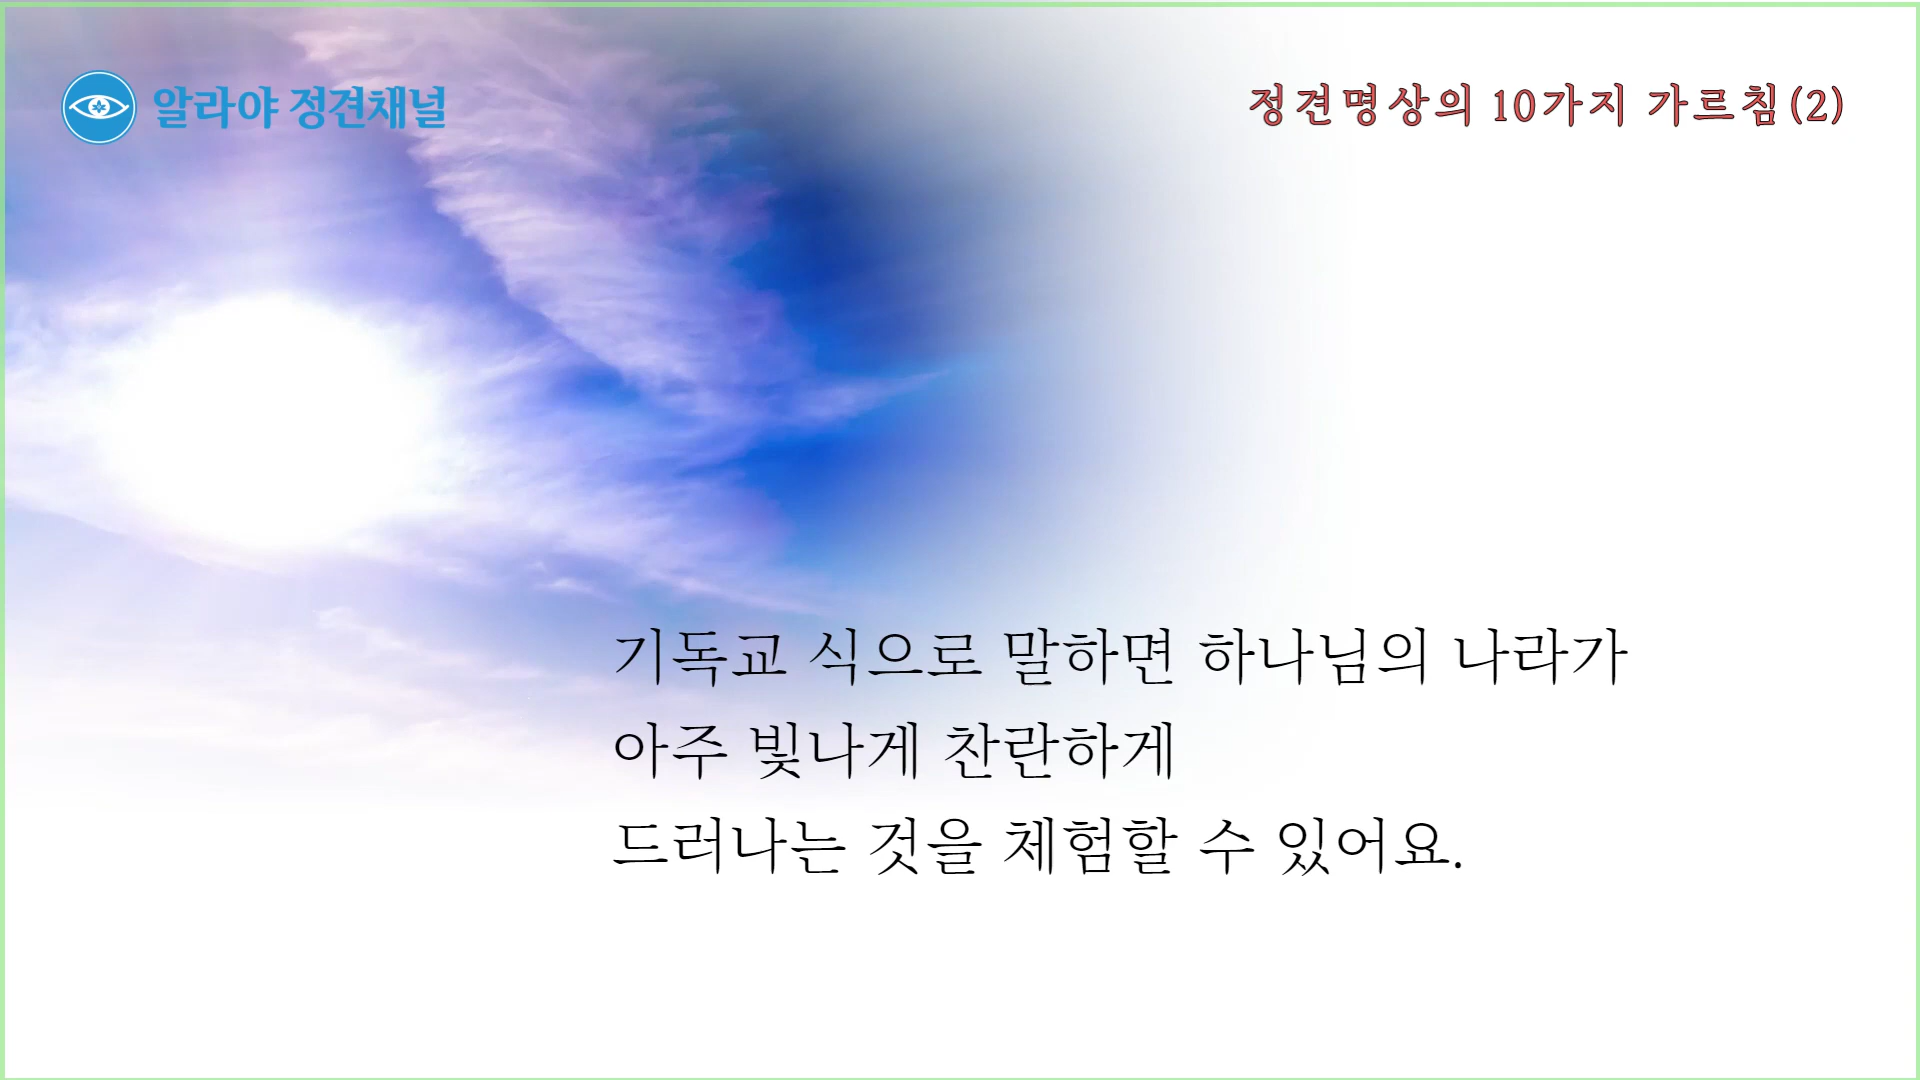 알라야 정견채널
정견명상의 10가지 가르침(2)
기독교 식으로 말하면 하나님의 나라가
아주 빛나게 찬란하게
드러나는 것을 체험할 수 있어요.